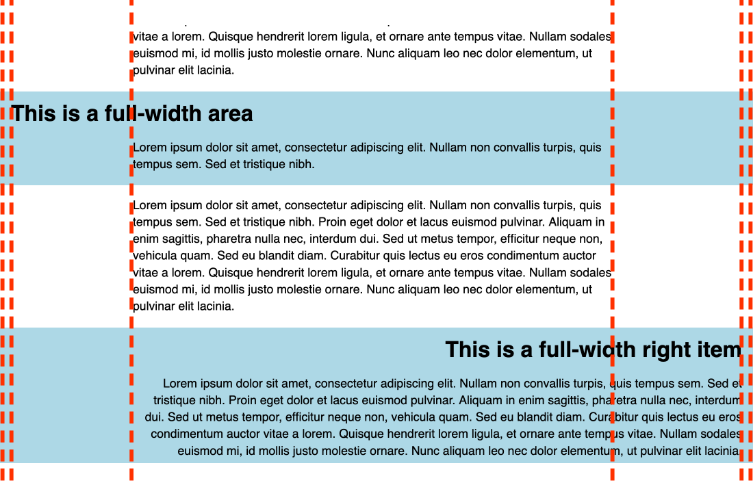 vitae a lorem. Quisque hendrerit lorem ligula, et ornare ante tempus vitae. Nullam sodales
euismod mi, id mollis justo molestie ornare. Nunc aliquam leo nec dolor elementum, ut
pulvinar elit lacinia.
This is a full-width area
Lorem ipsum dolor sit amet, consectetur adipiscing elit. Nullam non convallis turpis, quis
tempus sem. Sed et tristique nibh.
Lorem ipsum dolor sit amet, consectetur adipiscing elit. Nullam non convallis turpis, quis
tempus sem. Sed et tristique nibh. Proin eget dolor et lacus euismod pulvinar. Aliquam in
enim sagittis, pharetra nulla nec, interdum dui. Sed ut metus tempor, efficitur neque non,
vehicula quam. Sed eu blandit diam. Curabitur quis lectus eu eros condimentum auctor
vitae a lorem. Quisque hendrerit lorem ligula, et ornare ante tempus vitae. Nullam sodales
euismod mi, id mollis justo molestie ornare. Nunc aliquam leo nec dolor elementum, ut
pulvinar elit lacinia.
This is a full-width right item
Lorem ipsum dolor sit amet, consectetur adipiscing elit. Nullam non convallis turpis, quis tempus sem. Sed et
tristique nibh. Proin eget dolor et lacus euismod pulvinar. Aliquam in enim sagittis, pharetra nulla nec, interdum
dui. Sed ut metus tempor, efficitur neque non, vehicula quam. Sed eu blandit diam. Curabitur quis lectus eu eros
condimentum auctor vitae a lorem. Quisque hendrerit lorem ligula, et ornare ante tempus vitae. Nullam sodales
euismod mi, id mollis justo molestie ornare. Nunc aliquam leo nec dolor elementum, ut pulvinar elit lacinia.